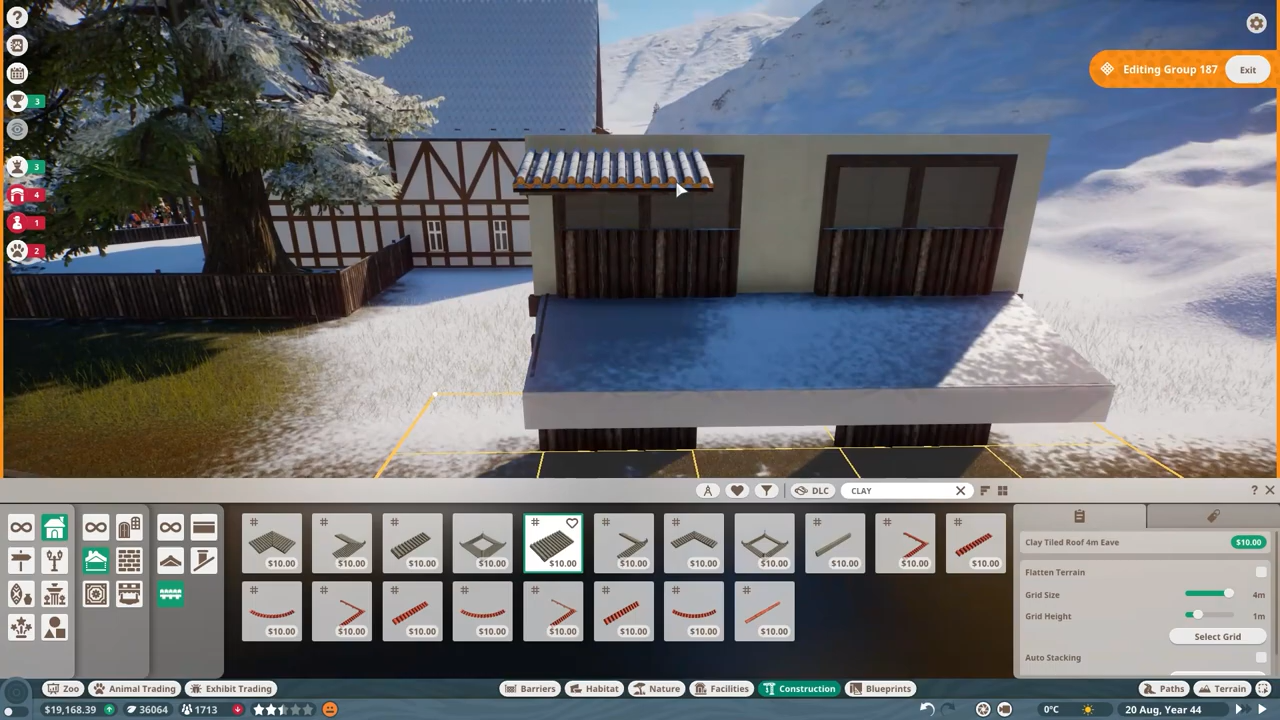 ?
Editing Group 187 Exit
3
3
4
1
2
DLC CLAY ? X
$10.00 $10.00 $10.00 $10.00 $10.00 $10.00 $10.00 $10.00 $10.00 $10.00 $10.00
$10.00 $10.00 $10.00 $10.00 $10.00 $10.00 $10.00 $10.00
Clay Tiled Roof 4m Eave $10.00
Flatten Terrain
Grid Size 4m
Grid Height 1m
Select Grid
Auto Stacking
Zoo Animal Trading Exhibit Trading Barriers Habitat Nature Facilities Construction Blueprints Paths Terrain
$19,168.39 36064 1713 0°C 20 Aug, Year 44